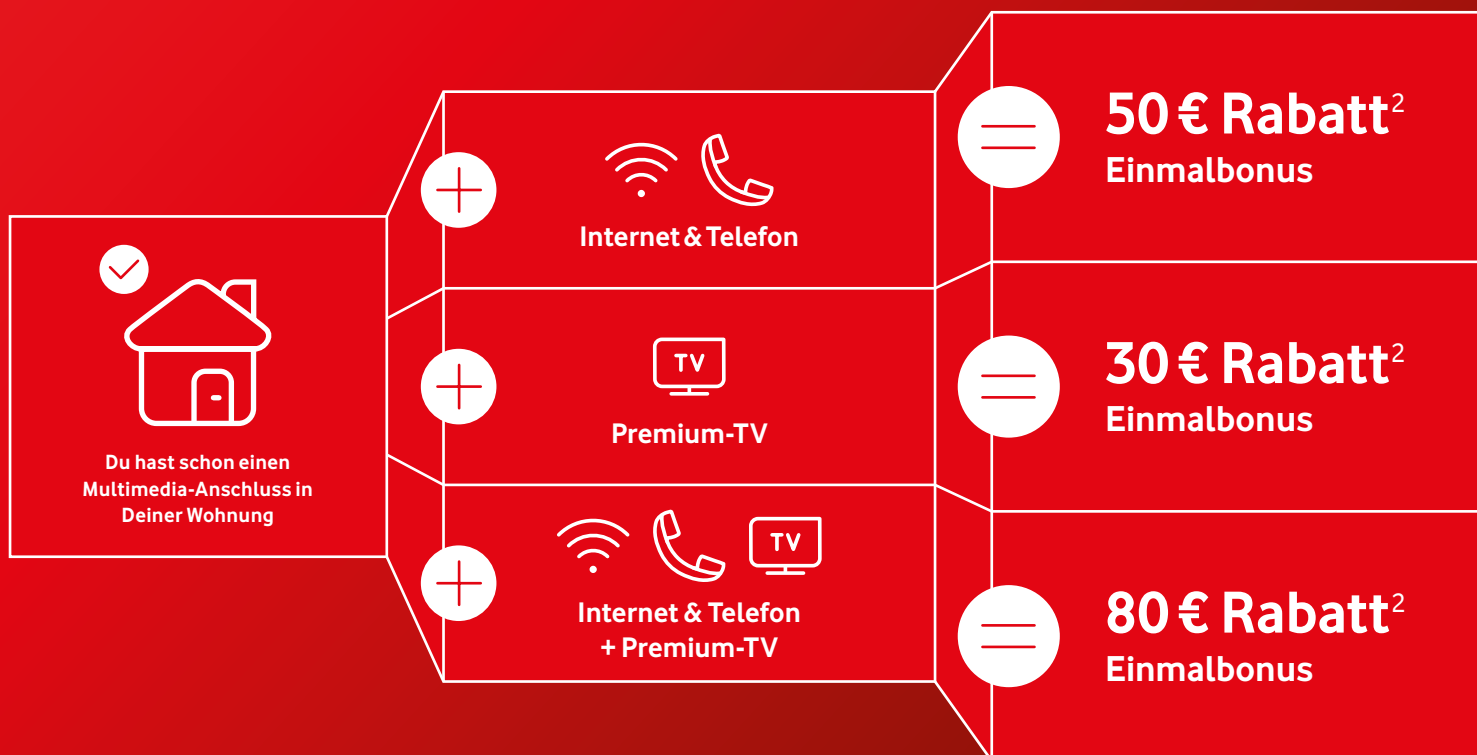 Du hast schon einen
Multimedia-Anschluss in
Deiner Wohnung
Internet & Telefon
TV
Premium-TV
TV
Internet & Telefon
+ Premium-TV
50 € Rabatt²
Einmalbonus
30 € Rabatt²
Einmalbonus
80 € Rabatt²
Einmalbonus